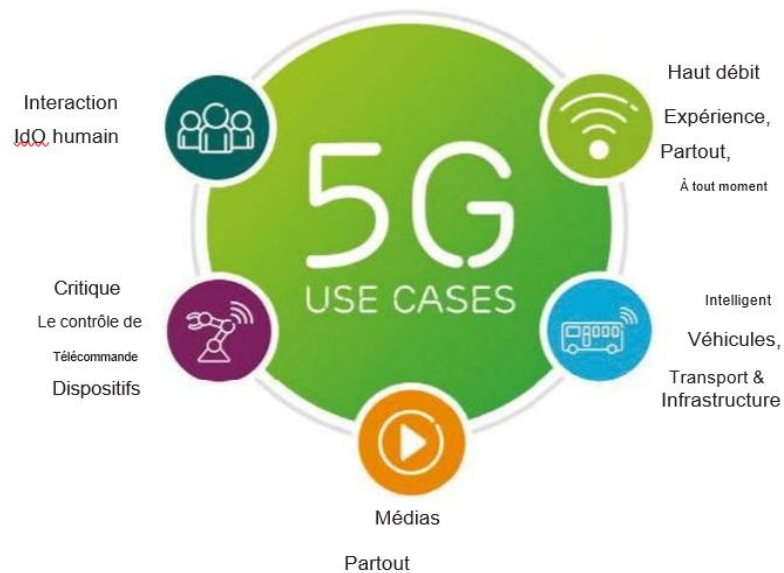 Interaction
IdO humain
Haut débit
Expérience,
Partout,
À tout moment
5G
USE CASES
Critique
Le contrôle de
Télécommande
Dispositifs
Intelligent
Véhicules,
Transport &
Infrastructure
Médias
Partout